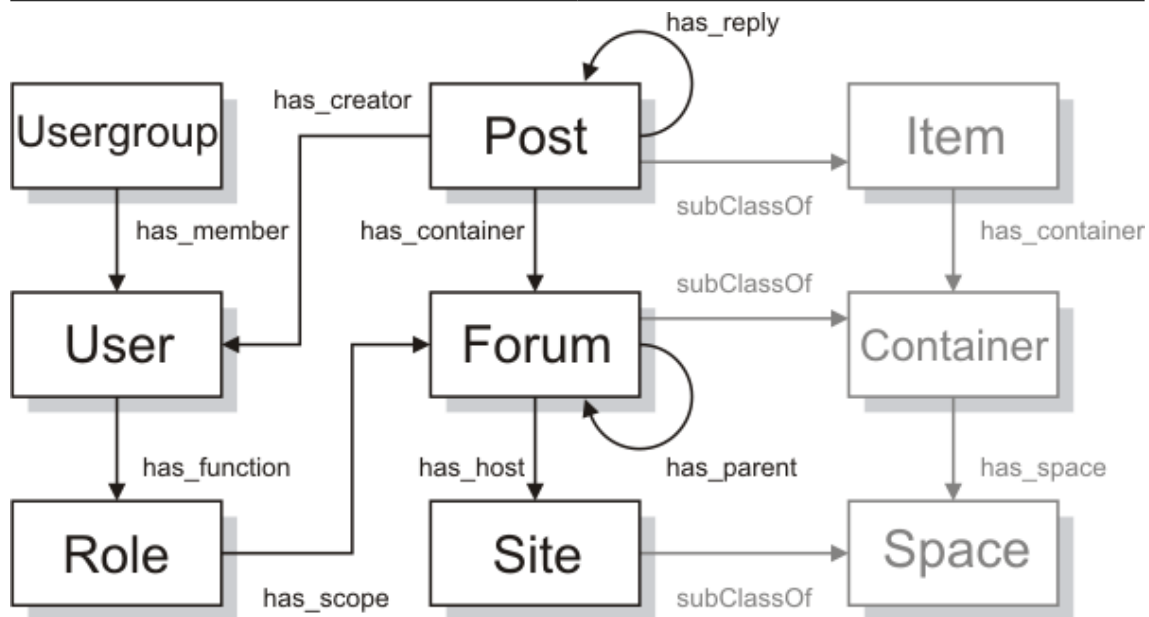 has_reply
has_creator
Usergroup
Post
Item
subClassOf
has_member
has_container
has_container
subClassOf
User
Forum
Container
has_function
has_host
has_parent
has_space
Role
Site
Space
has_scope
subClassOf